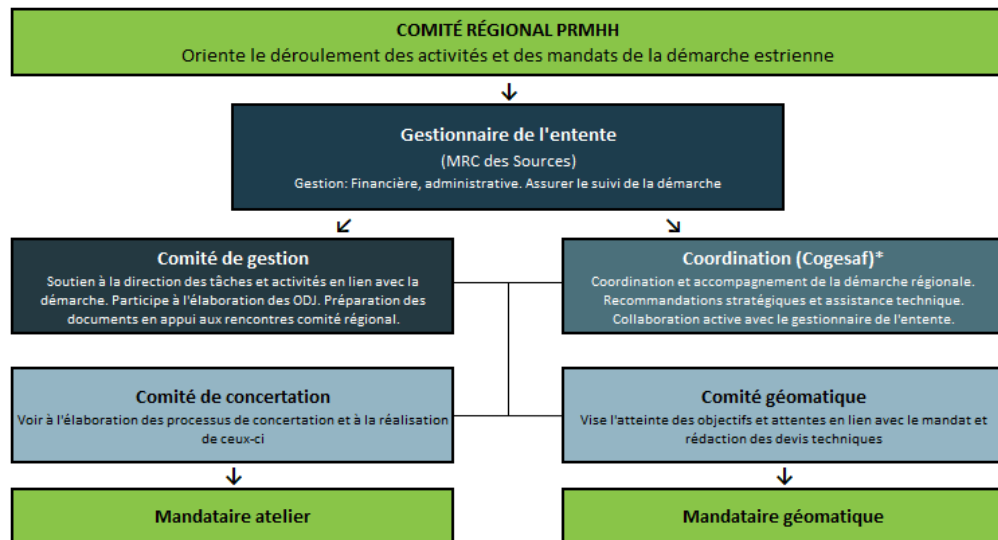 COMITÉ RÉGIONAL PRMHH
Oriente le déroulement des activités et des mandats de la démarche estrienne
Gestionnaire de l'entente
(MRC des Sources)
Gestion: Financière, administrative. Assurer le suivi de la démarche
Comité de gestion
Soutien à la direction des tâches et activités en lien avec la
démarche. Participe à l'élaboration des ODJ. Préparation des
documents en appui aux rencontres comité régional.
Coordination (Cogesaf)*
Coordination et accompagnement de la démarche régionale.
Recommandations stratégiques et assistance technique.
Collaboration active avec le gestionnaire de l'entente.
Comité de concertation
Voir à l'élaboration des processus de concertation et à la réalisation
de ceux-ci
Comité géomatique
Vise l'atteinte des objectifs et attentes en lien avec le mandat et
rédaction des devis techniques
Mandataire atelier
Mandataire géomatique